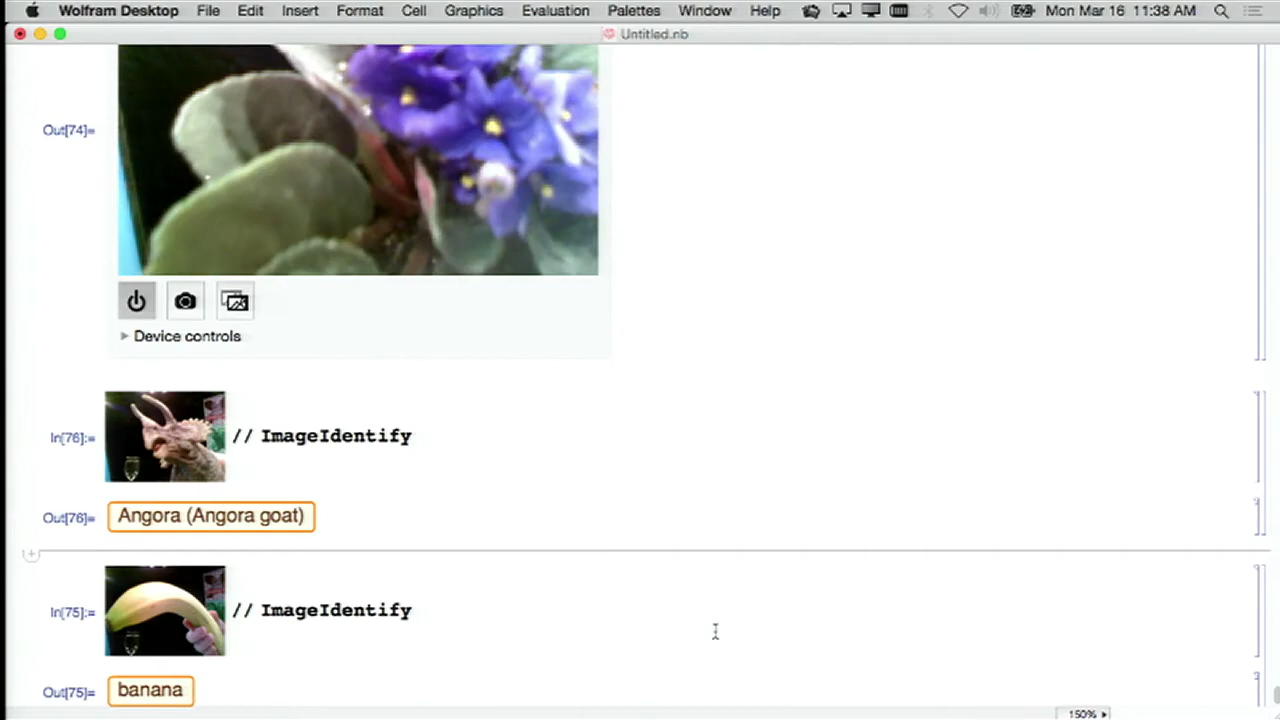 Wolfram Desktop File Edit Insert Format Cell Graphics Evaluation Palettes Window Help Mon Mar 16 11:38 AM
Untitled.nb
Out[74]=
Device controls
In[76]:= // ImageIdentify
Out[76]= Angora (Angora goat)
In[75]:= // ImageIdentify
Out[75]= banana
150%